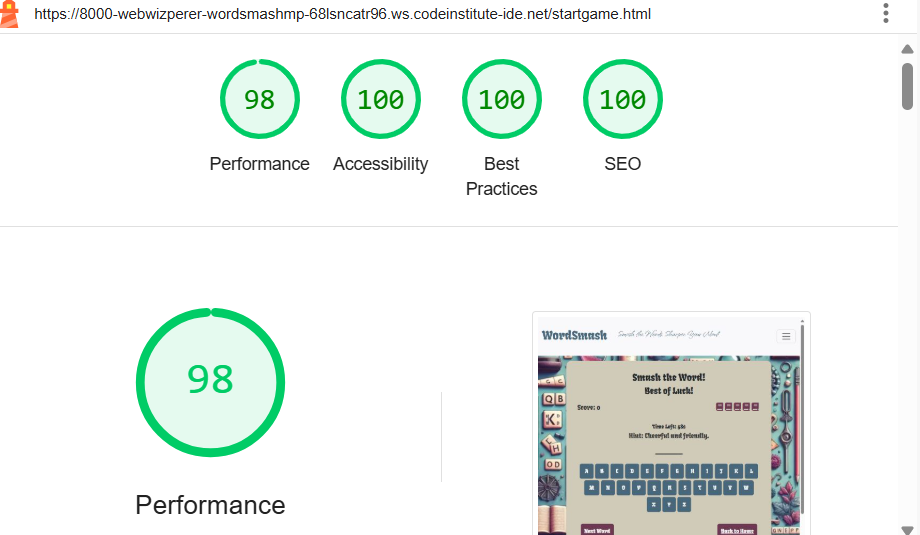 https://8000-webwizperer-wordsmashmp-68lsncatr96.ws.codeinstitute-ide.net/startgame.html
98 100 100 100
Performance Accessibility Best Practices SEO
98
Performance
WordSmash Smash the Words Sharpen Your Mind!
Smash the Word!
Best of Luck!
Score: 0
Time Left: 58s
Hint: Cheerful and friendly.
A B C D E F G H I J K L
M N O P Q R S T U V W
X Y Z
Next Word Back to Home